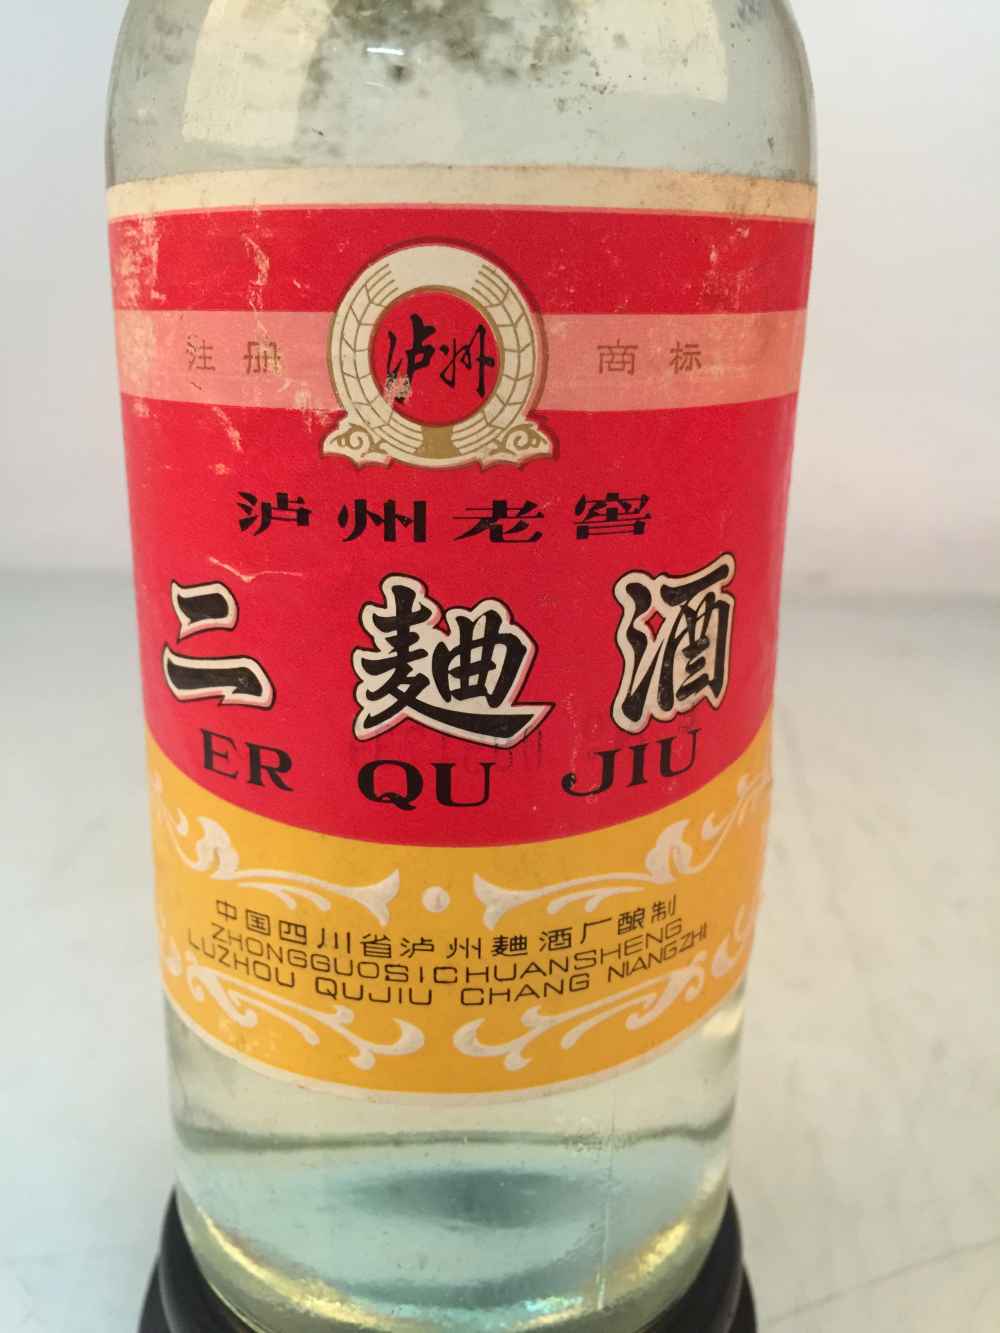 泸州
注册 商标
泸州老窖
二麯酒
ER QU JIU
中国四川省泸州麯酒厂酿制
ZHONGGUOSICHUANSHENG
LUZHOU QUJIU CHANG NIANGZHI